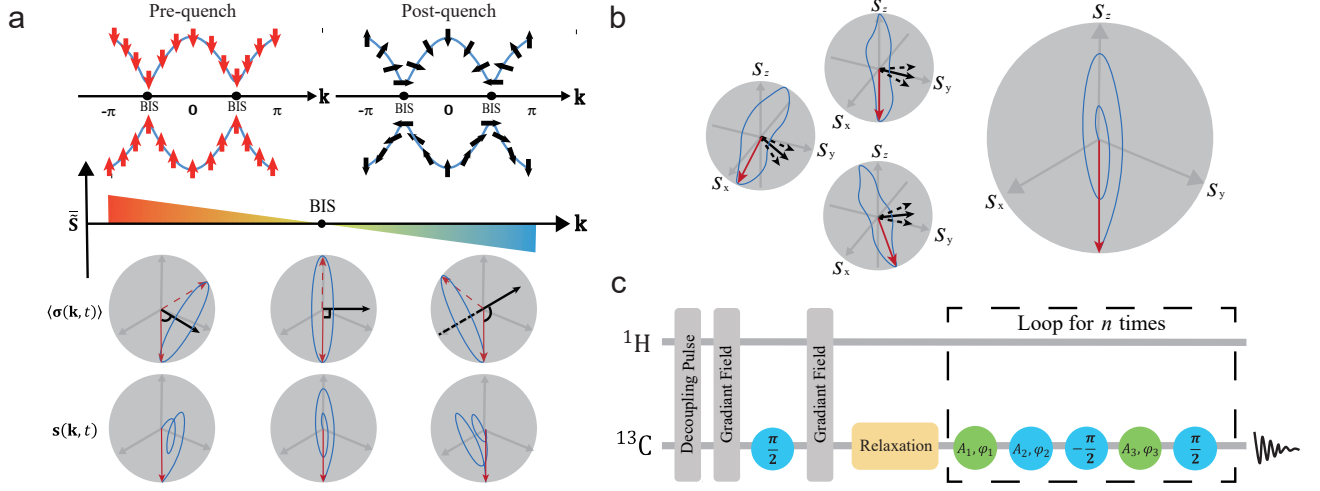 a
Pre-quench
Post-quench
-π BIS 0 BIS π k
-π BIS 0 BIS π k
S̿
BIS
k
⟨σ(k, t)⟩
s(k, t)
b
Sz
Sx
Sy
Sz
Sx
Sy
Sz
Sx
Sy
Sz
Sx
Sy
c
Loop for n times
¹H
Decoupling Pulse
Gradiant Field
Gradiant Field
¹³C
π/2
Relaxation
A₁, φ₁
A₂, φ₂
-π/2
A₃, φ₃
π/2